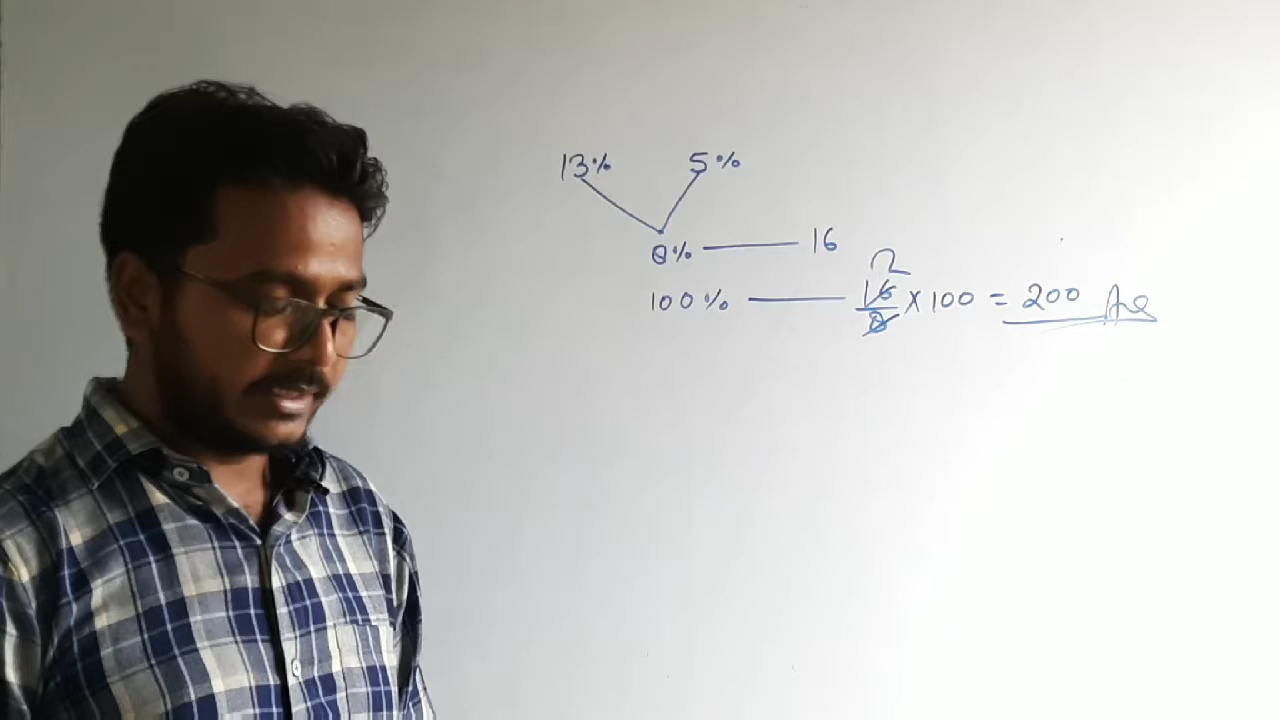 13% 5%
8% — 16
2
100% — 16/8 × 100 = 200 Ans